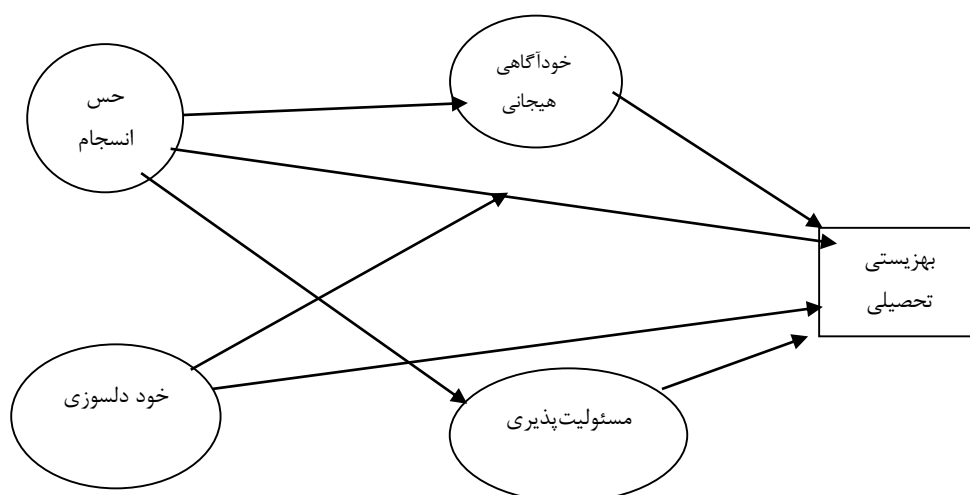 حس
انسجام
خودآگاهی
هیجانی
بهزیستی
تحصیلی
خود دلسوزی
مسئولیت‌پذیری